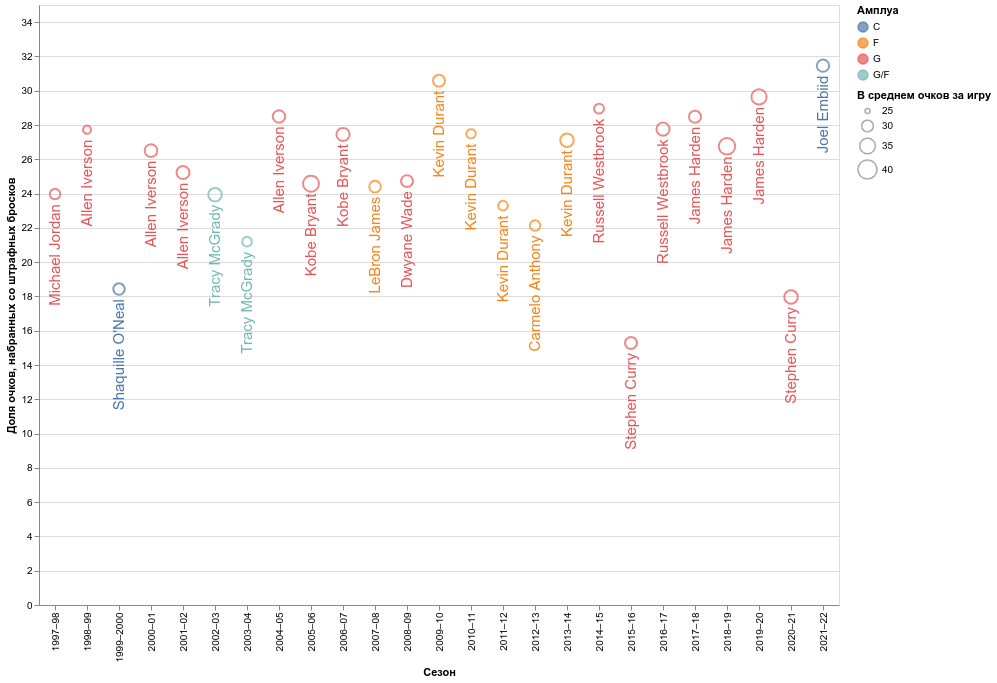 Доля очков, набранных со штрафных бросков
34
32
30
28
26
24
22
20
18
16
14
12
10
8
6
4
2
0
Michael Jordan
Allen Iverson
Shaquille O'Neal
Allen Iverson
Allen Iverson
Tracy McGrady
Tracy McGrady
Allen Iverson
Kobe Bryant
Kobe Bryant
LeBron James
Dwyane Wade
Kevin Durant
Kevin Durant
Kevin Durant
Carmelo Anthony
Kevin Durant
Russell Westbrook
Stephen Curry
Russell Westbrook
James Harden
James Harden
James Harden
Stephen Curry
Joel Embiid
1997–98
1998–99
1999–2000
2000–01
2001–02
2002–03
2003–04
2004–05
2005–06
2006–07
2007–08
2008–09
2009–10
2010–11
2011–12
2012–13
2013–14
2014–15
2015–16
2016–17
2017–18
2018–19
2019–20
2020–21
2021–22
Сезон
Амплуа
C
F
G
G/F
В среднем очков за игру
25
30
35
40